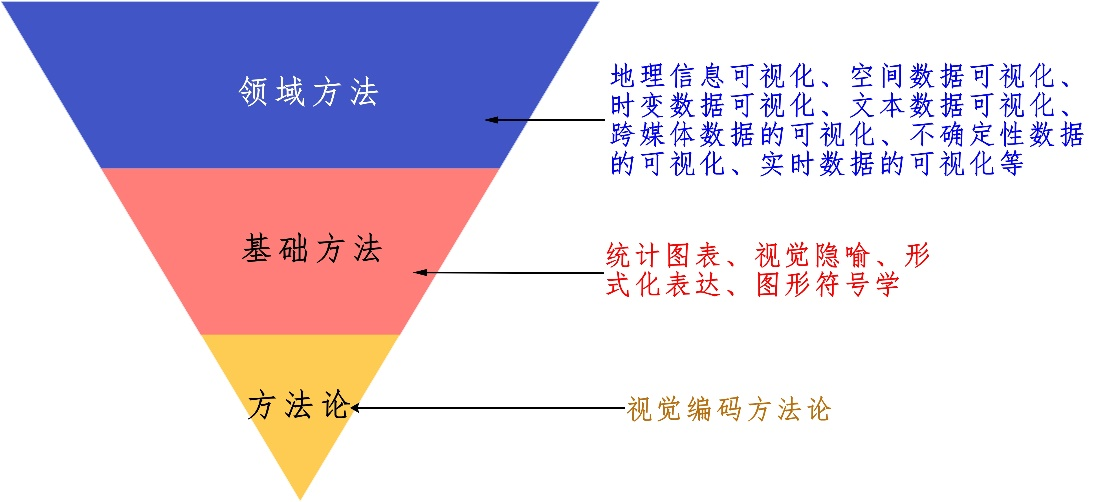 领域方法
地理信息可视化、空间数据可视化、
时变数据可视化、文本数据可视化、
跨媒体数据的可视化、不确定性数据
的可视化、实时数据的可视化等
基础方法
统计图表、视觉隐喻、形
式化表达、图形符号学
方法论
视觉编码方法论